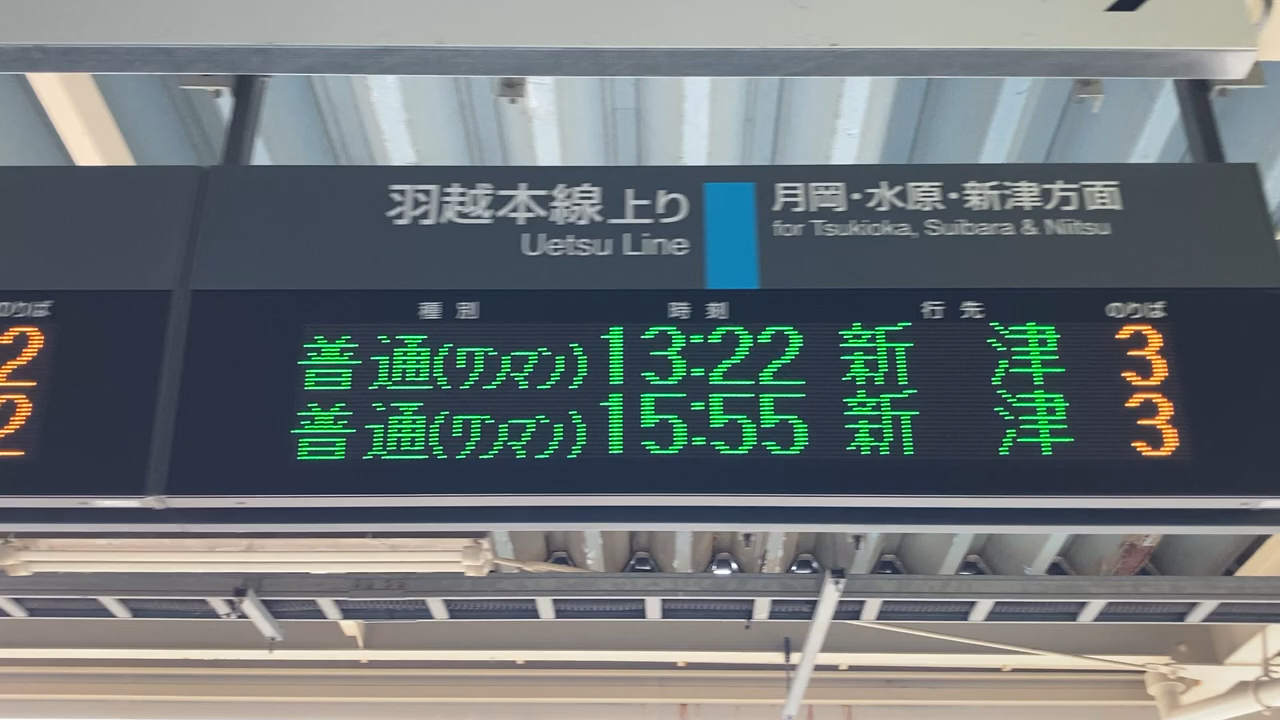 羽越本線上り
Uetsu Line
月岡・水原・新津方面
for Tsukioka, Suibara & Niitsu
のりば
2
2
種別 時刻 行先 のりば
普通(ワンマン) 13:22 新津 3
普通(ワンマン) 15:55 新津 3